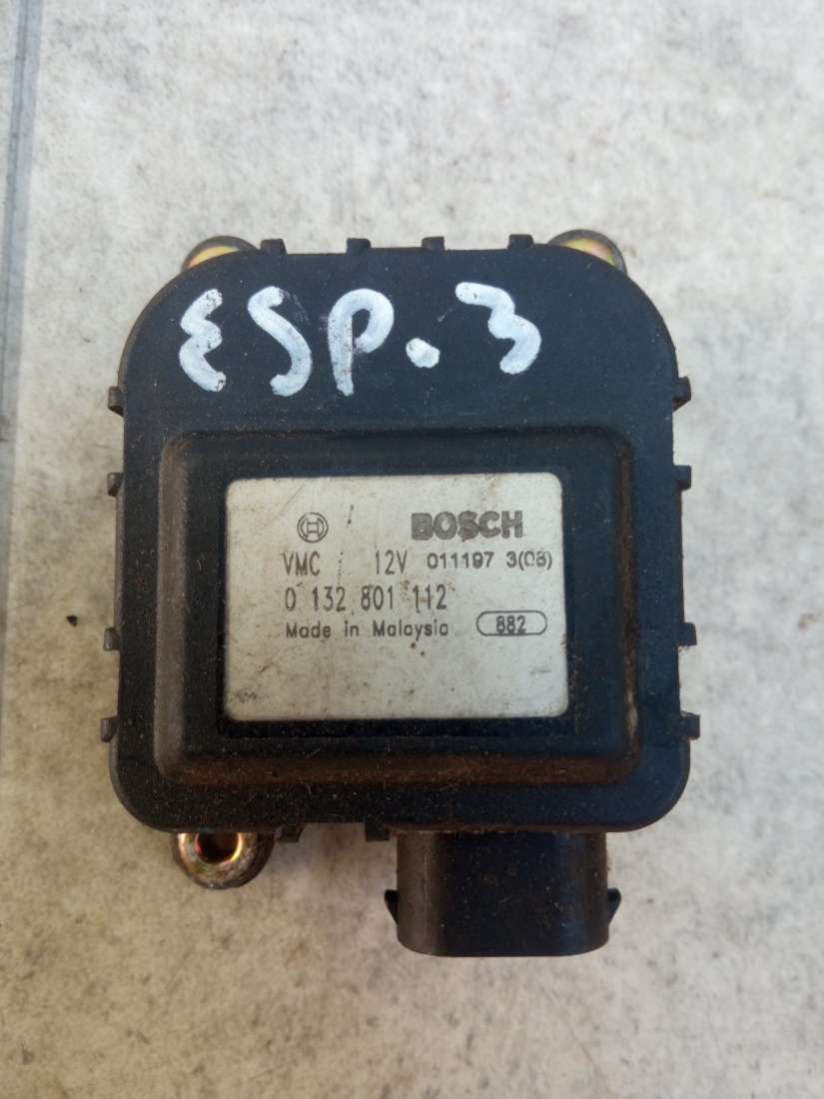 ESP.3
BOSCH
VMC 12V 011197 3(08)
0 132 801 112
Made in Malaysia 882